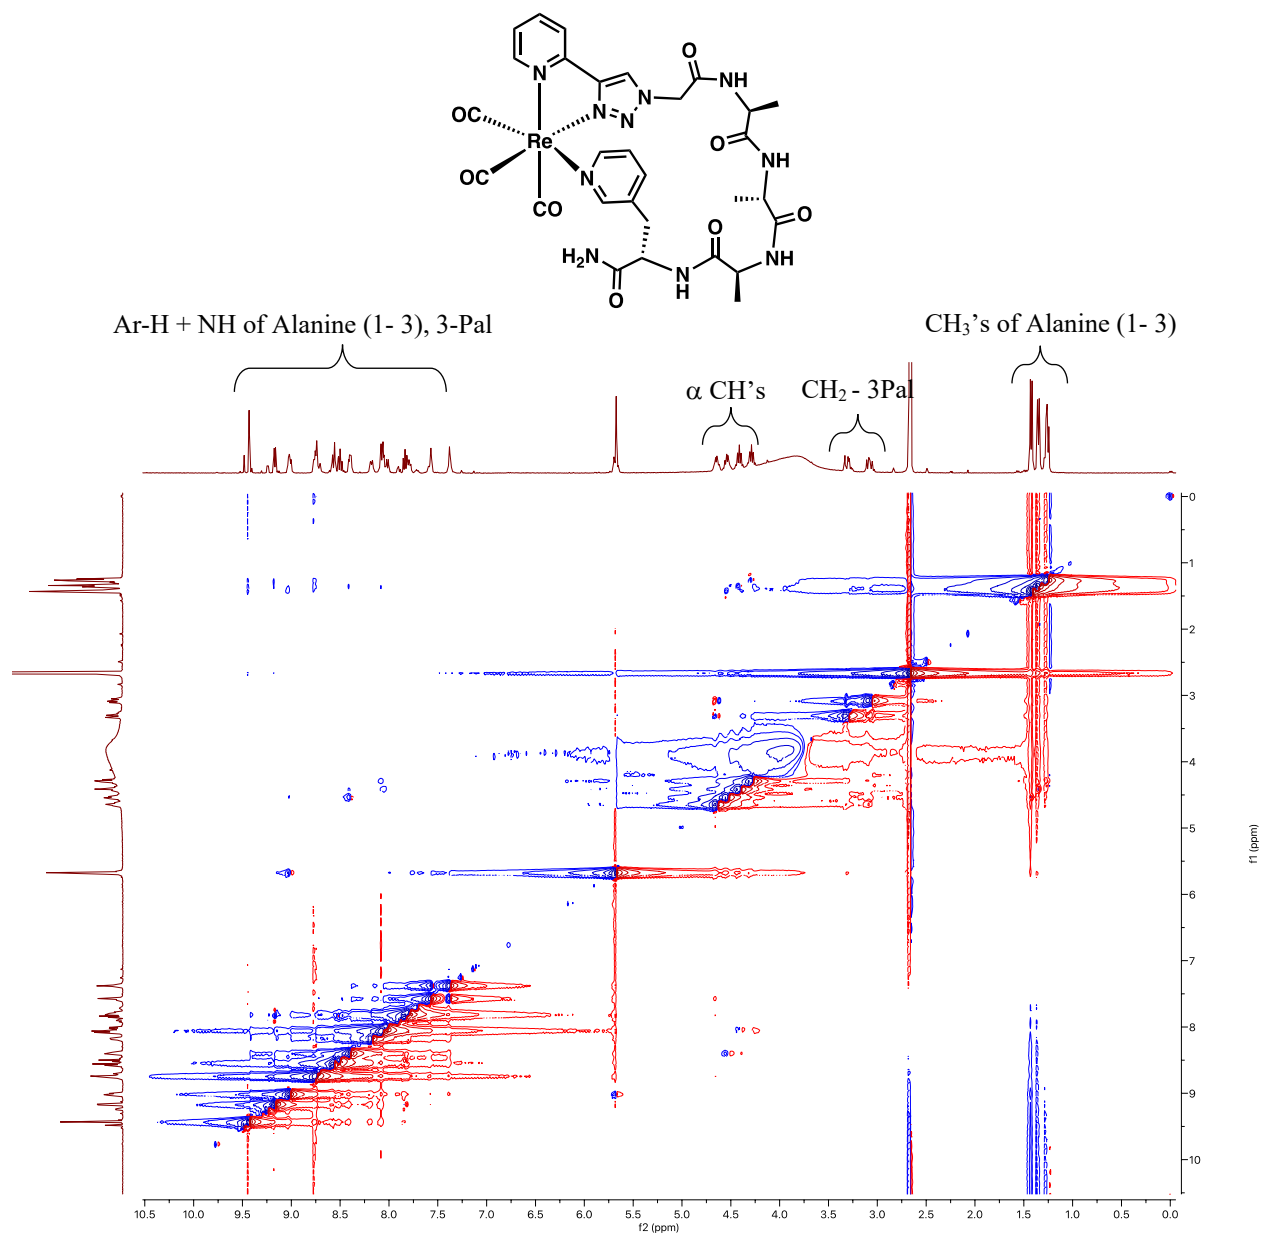 O
N
N
NH
OC
N
N
O
Re
NH
OC
N
O
CO
O
H₂N
NH
N
H
O
Ar-H + NH of Alanine (1- 3), 3-Pal
CH₃’s of Alanine (1- 3)
α CH’s
CH₂ - 3Pal
0
1
2
3
4
5
6
7
8
9
10
f1 (ppm)
10.5 10.0 9.5 9.0 8.5 8.0 7.5 7.0 6.5 6.0 5.5 5.0 4.5 4.0 3.5 3.0 2.5 2.0 1.5 1.0 0.5 0.0
f2 (ppm)